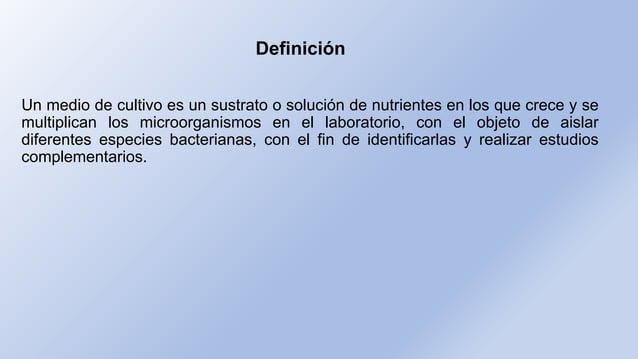 Definición
Un medio de cultivo es un sustrato o solución de nutrientes en los que crece y se
multiplican los microorganismos en el laboratorio, con el objeto de aislar
diferentes especies bacterianas, con el fin de identificarlas y realizar estudios
complementarios.